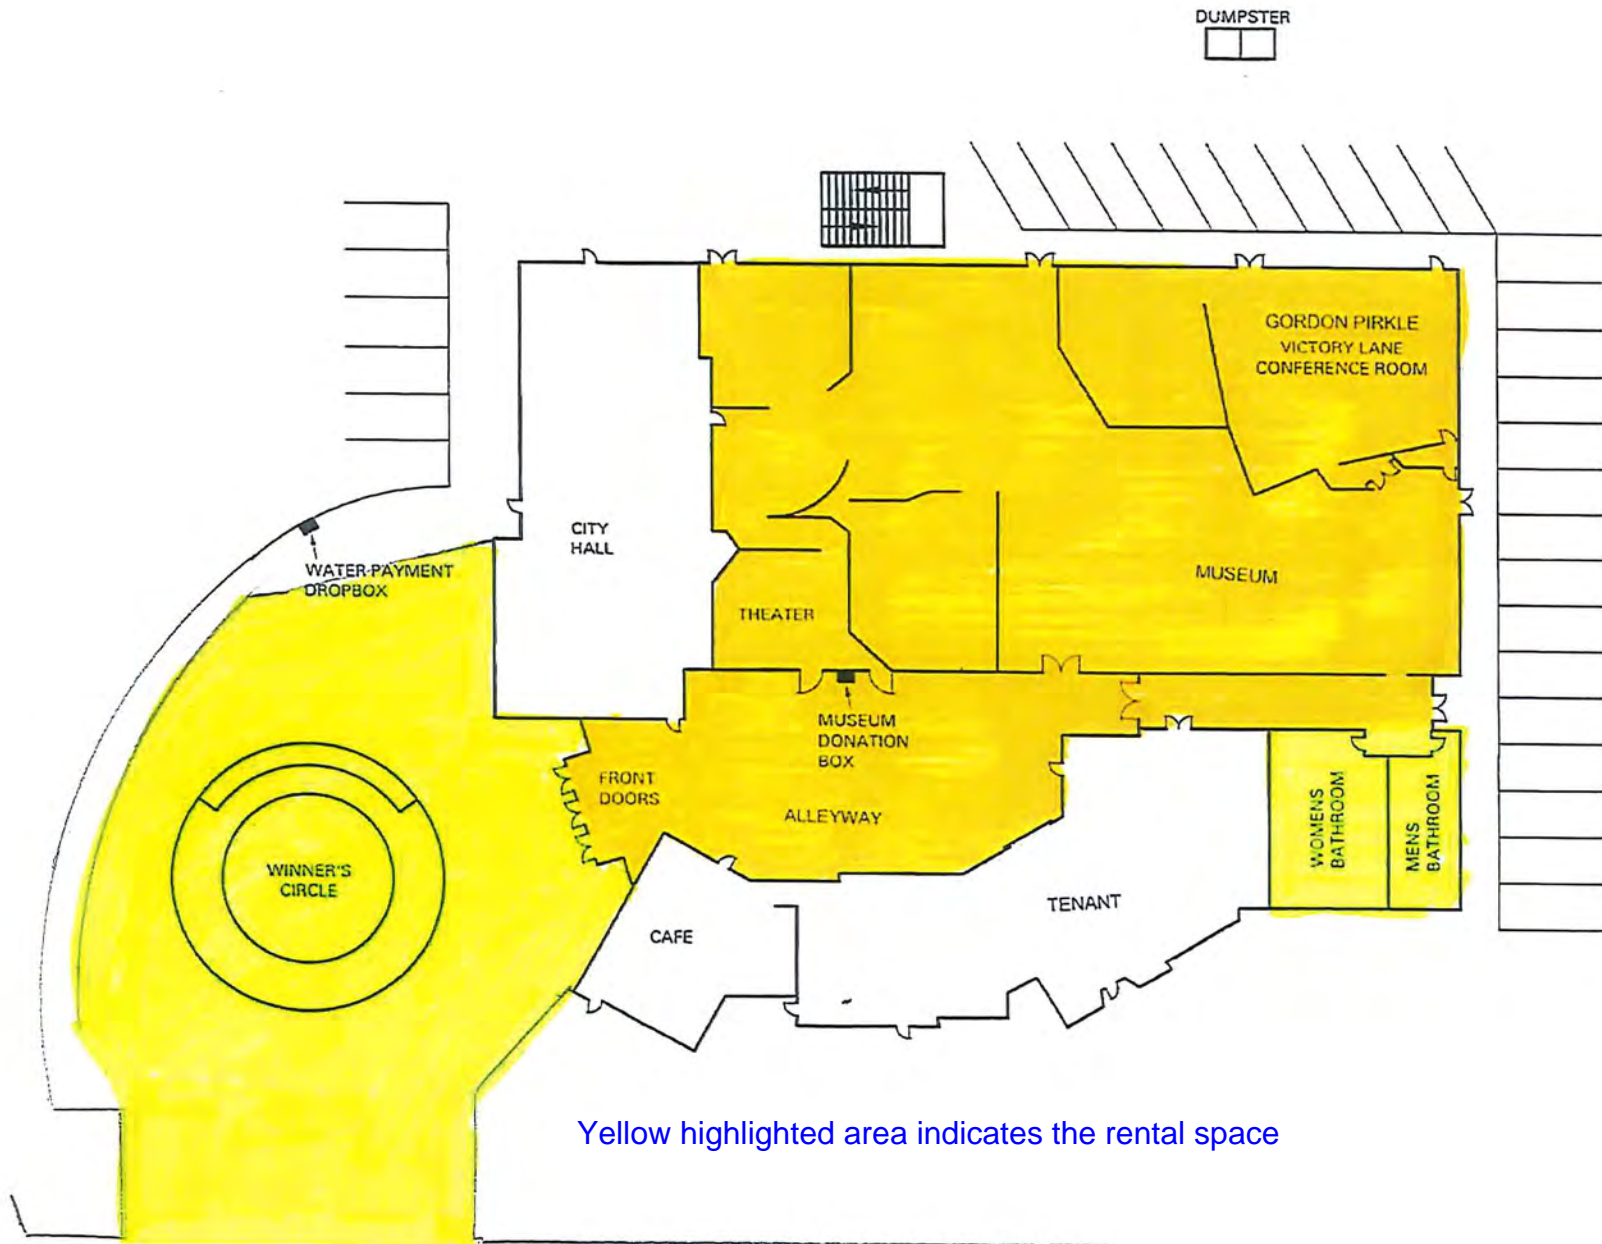 DUMPSTER
GORDON PIRKLE
VICTORY LANE
CONFERENCE ROOM
CITY
HALL
WATER PAYMENT
DROPBOX
MUSEUM
THEATER
MUSEUM
DONATION
BOX
FRONT
DOORS
ALLEYWAY
WOMENS
BATHROOM
MENS
BATHROOM
WINNER'S
CIRCLE
TENANT
CAFE
Yellow highlighted area indicates the rental space